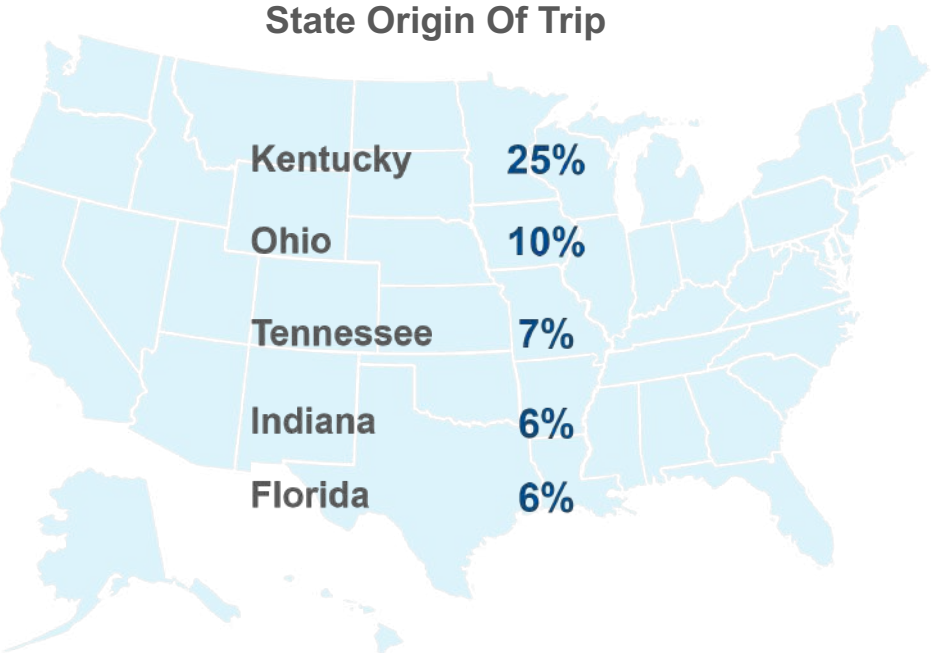 State Origin Of Trip
Kentucky 25%
Ohio 10%
Tennessee 7%
Indiana 6%
Florida 6%